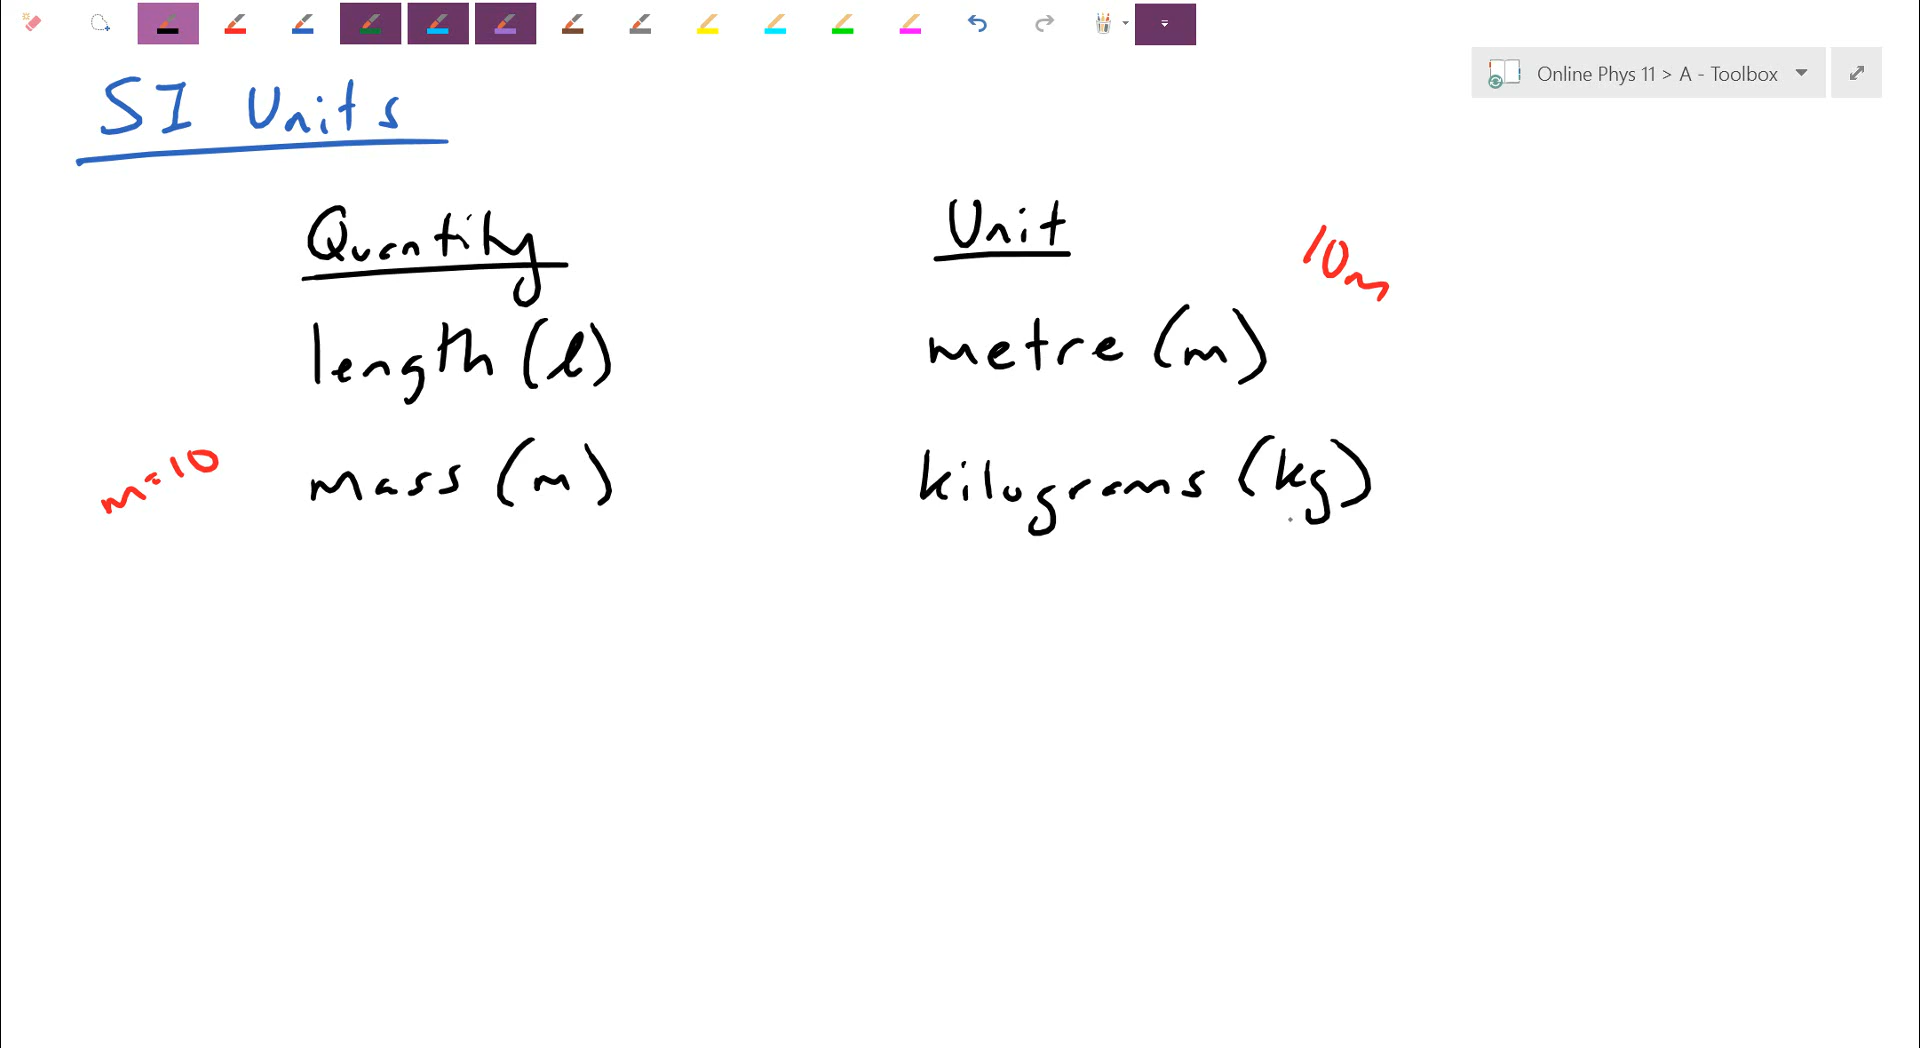 Online Phys 11 > A - Toolbox
SI Units
Quantity
Unit
10m
length (l)
metre (m)
m=10
mass (m)
kilograms (kg)